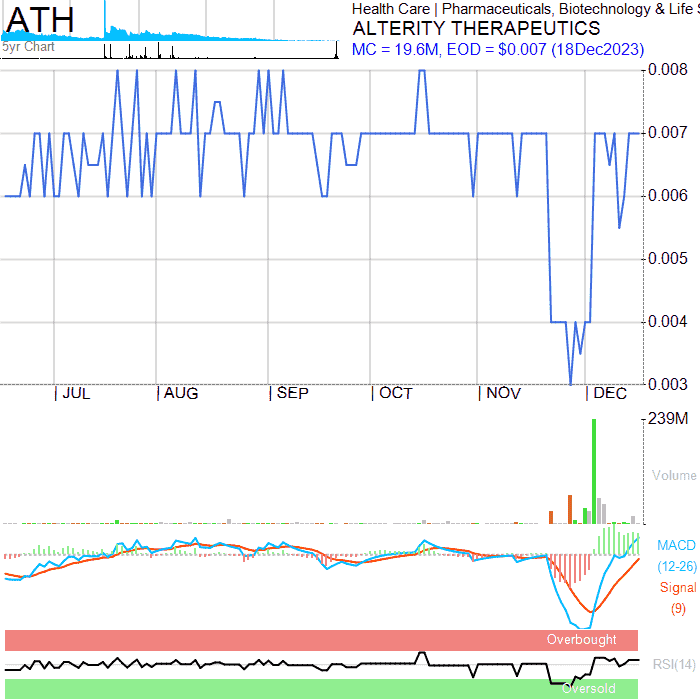 ATH
5yr Chart
Health Care | Pharmaceuticals, Biotechnology & Life S
ALTERITY THERAPEUTICS
MC = 19.6M, EOD = $0.007 (18Dec2023)
0.008
0.007
0.006
0.005
0.004
0.003
JUL AUG SEP OCT NOV DEC
239M
Volume
MACD
(12-26)
Signal
(9)
Overbought
RSI(14)
Oversold